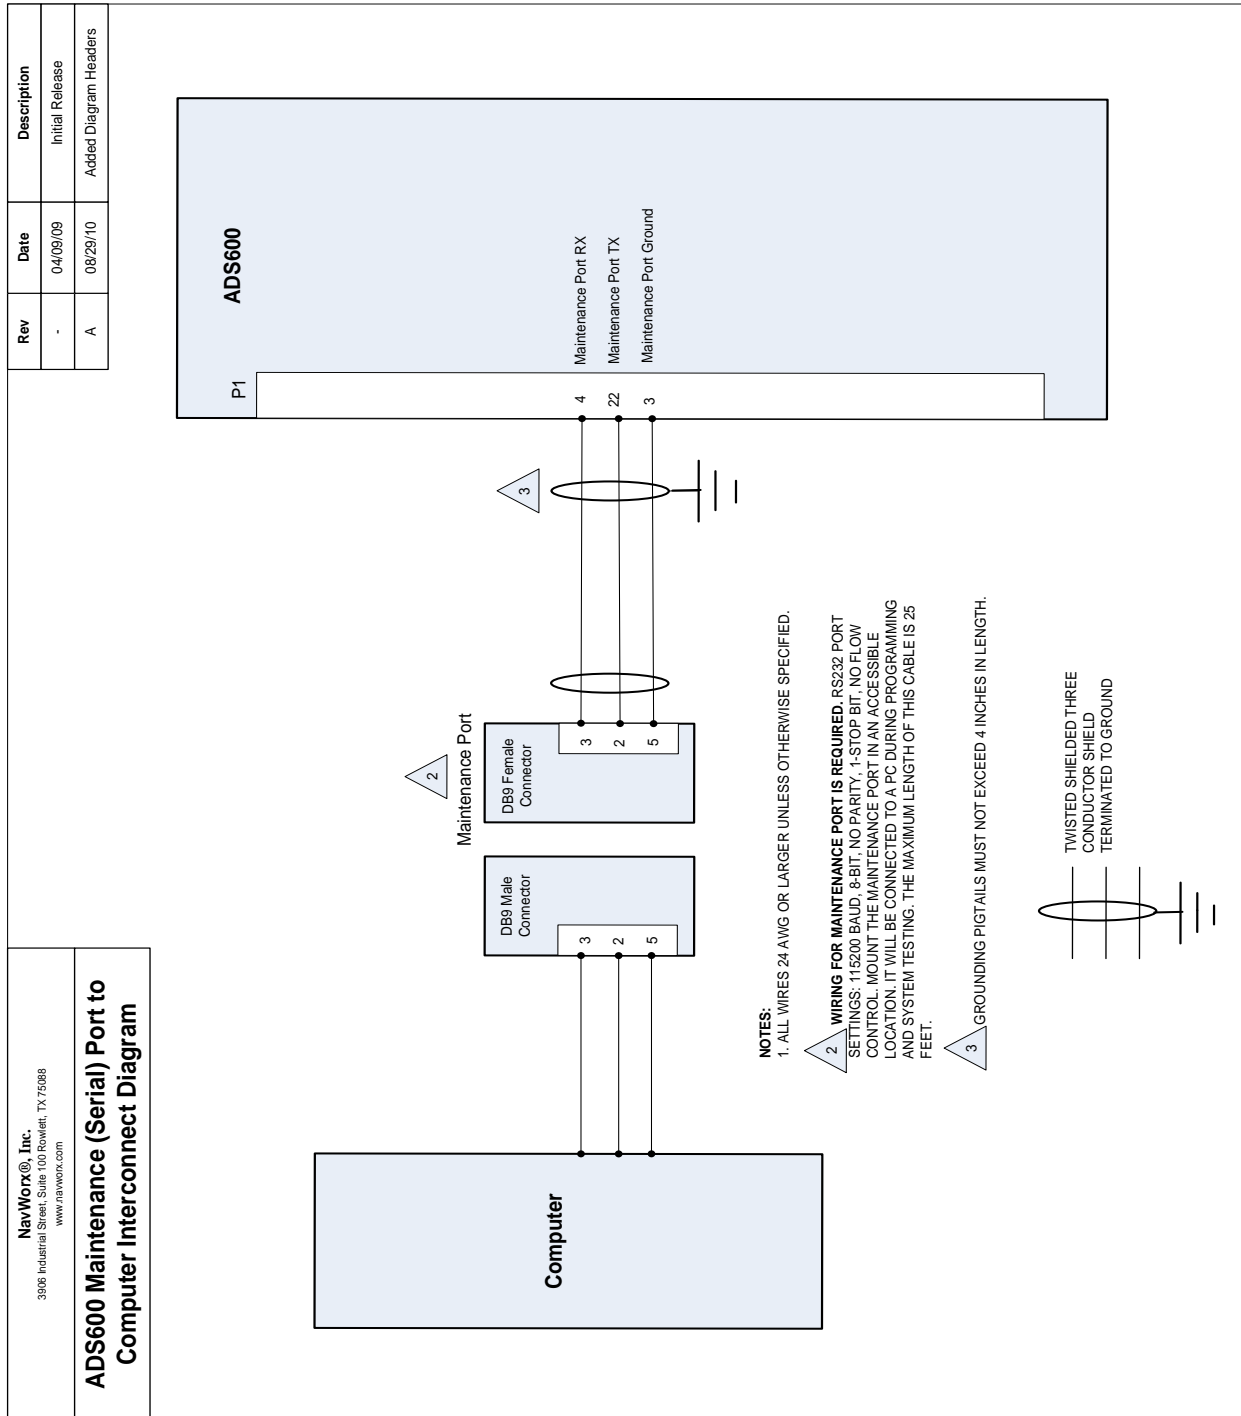 NavWorx®, Inc.
3906 Industrial Street, Suite 100 Rowlett, TX 75088
www.navworx.com
ADS600 Maintenance (Serial) Port to
Computer Interconnect Diagram
Rev Date Description
- 04/09/09 Initial Release
A 08/29/10 Added Diagram Headers
ADS600
P1
4 Maintenance Port RX
22 Maintenance Port TX
3 Maintenance Port Ground
3
2
Maintenance Port
DB9 Female
Connector
3
2
5
DB9 Male
Connector
3
2
5
Computer
NOTES:
1. ALL WIRES 24 AWG OR LARGER UNLESS OTHERWISE SPECIFIED.
2 WIRING FOR MAINTENANCE PORT IS REQUIRED. RS232 PORT
SETTINGS: 115200 BAUD, 8-BIT, NO PARITY, 1-STOP BIT, NO FLOW
CONTROL. MOUNT THE MAINTENANCE PORT IN AN ACCESSIBLE
LOCATION. IT WILL BE CONNECTED TO A PC DURING PROGRAMMING
AND SYSTEM TESTING. THE MAXIMUM LENGTH OF THIS CABLE IS 25
FEET.
3 GROUNDING PIGTAILS MUST NOT EXCEED 4 INCHES IN LENGTH.
TWISTED SHIELDED THREE
CONDUCTOR SHIELD
TERMINATED TO GROUND